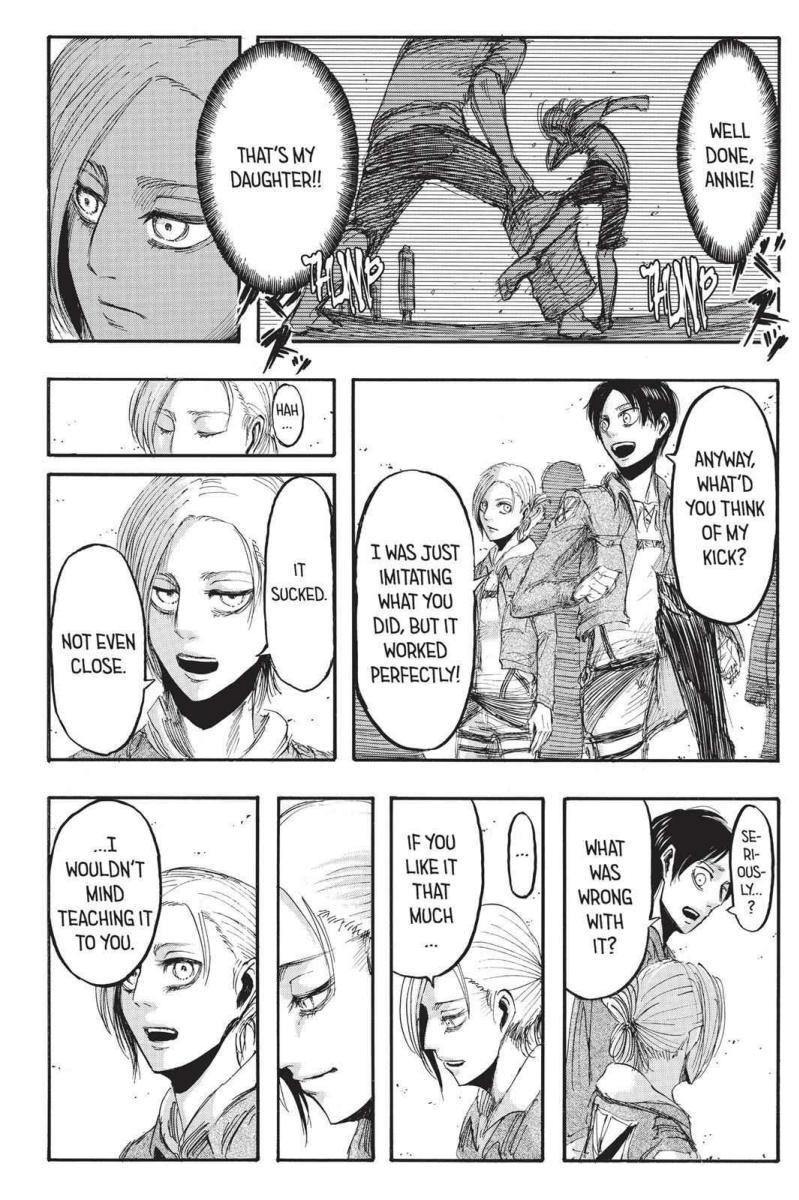 WELL
DONE,
ANNIE!
THUMP
THAT'S MY
DAUGHTER!!
THUMP
ANYWAY,
WHAT'D
YOU THINK
OF MY
KICK?
I WAS JUST
IMITATING
WHAT YOU
DID, BUT IT
WORKED
PERFECTLY!
HAH
...
IT
SUCKED.
NOT EVEN
CLOSE.
SE-
RI-
OUS-
LY...
?
WHAT
WAS
WRONG
WITH
IT?
...
IF YOU
LIKE IT
THAT
MUCH
...
...I
WOULDN'T
MIND
TEACHING IT
TO YOU.